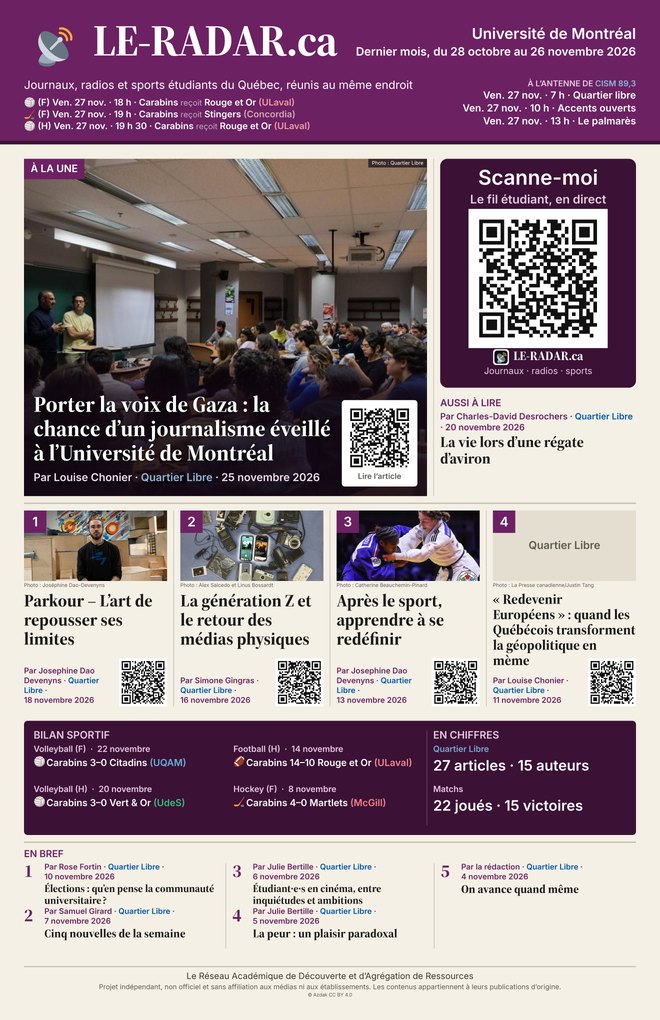 LE-RADAR.ca
Université de Montréal
Dernier mois, du 28 octobre au 26 novembre 2026
Journaux, radios et sports étudiants du Québec, réunis au même endroit
(F) Ven. 27 nov. · 18 h · Carabins reçoit Rouge et Or (ULaval)
(F) Ven. 27 nov. · 19 h · Carabins reçoit Stingers (Concordia)
(H) Ven. 27 nov. · 19 h 30 · Carabins reçoit Rouge et Or (ULaval)
À L'ANTENNE DE CISM 89,3
Ven. 27 nov. · 7 h · Quartier libre
Ven. 27 nov. · 10 h · Accents ouverts
Ven. 27 nov. · 13 h · Le palmarès
À LA UNE
Photo : Quartier Libre
Porter la voix de Gaza : la
chance d'un journalisme éveillé
à l'Université de Montréal
Par Louise Chonier · Quartier Libre · 25 novembre 2026
Lire l'article
Scanne-moi
Le fil étudiant, en direct
LE-RADAR.ca
Journaux · radios · sports
AUSSI À LIRE
Par Charles-David Desrochers · Quartier Libre
· 20 novembre 2026
La vie lors d'une régate
d'aviron
1
Photo : Joséphine Dao-Devenyns
Parkour – L'art de
repousser ses
limites
Par Josephine Dao
Devenyns · Quartier
Libre ·
18 novembre 2026
2
Photo : Alex Salcedo et Linus Bossardt
La génération Z et
le retour des
médias physiques
Par Simone Gingras ·
Quartier Libre ·
16 novembre 2026
3
Photo : Catherine Beauchemin-Pinard
Après le sport,
apprendre à se
redéfinir
Par Louise Chonier ·
Quartier Libre ·
13 novembre 2026
4
Quartier Libre
Photo : La Presse canadienne/Justin Tang
« Redevenir
Européens » : quand les
Québécois transforment
la géopolitique en
mème
Par Louise Chonier ·
Quartier Libre ·
11 novembre 2026
BILAN SPORTIF
Volleyball (F) · 22 novembre
Carabins 3–0 Citadins (UQAM)
Football (H) · 14 novembre
Carabins 14–10 Rouge et Or (ULaval)
Volleyball (H) · 20 novembre
Carabins 3–0 Vert & Or (UdeS)
Hockey (F) · 8 novembre
Carabins 4–0 Martlets (McGill)
EN CHIFFRES
Quartier Libre
27 articles · 15 auteurs
Matchs
22 joués · 15 victoires
EN BREF
1
Par Rose Fortin · Quartier Libre ·
10 novembre 2026
Élections : qu'en pense la communauté
universitaire ?
2
Par Samuel Girard · Quartier Libre ·
7 novembre 2026
Cinq nouvelles de la semaine
3
Par Julie Bertille · Quartier Libre ·
6 novembre 2026
Étudiant·e·s en cinéma, entre
inquiétudes et ambitions
4
Par Julie Bertille · Quartier Libre ·
5 novembre 2026
La peur : un plaisir paradoxal
5
Par la rédaction · Quartier Libre ·
4 novembre 2026
On avance quand même
Le Réseau Académique de Découverte et d'Agrégation de Ressources
Projet indépendant, non officiel et sans affiliation aux médias ni aux établissements. Les contenus appartiennent à leurs publications d'origine.
© Azdak CC BY 4.0